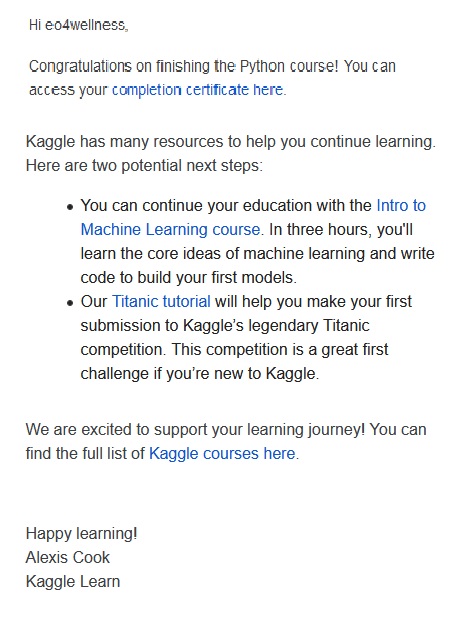 Hi eo4wellness,
Congratulations on finishing the Python course! You can
access your completion certificate here.
Kaggle has many resources to help you continue learning.
Here are two potential next steps:
• You can continue your education with the Intro to
Machine Learning course. In three hours, you'll
learn the core ideas of machine learning and write
code to build your first models.
• Our Titanic tutorial will help you make your first
submission to Kaggle’s legendary Titanic
competition. This competition is a great first
challenge if you’re new to Kaggle.
We are excited to support your learning journey! You can
find the full list of Kaggle courses here.
Happy learning!
Alexis Cook
Kaggle Learn